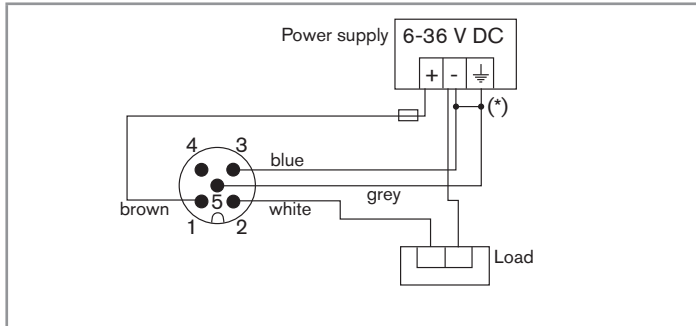 Power supply
6-36 V DC
+ - ⏚
(*)
4 3
blue
5
grey
brown
white
1 2
Load